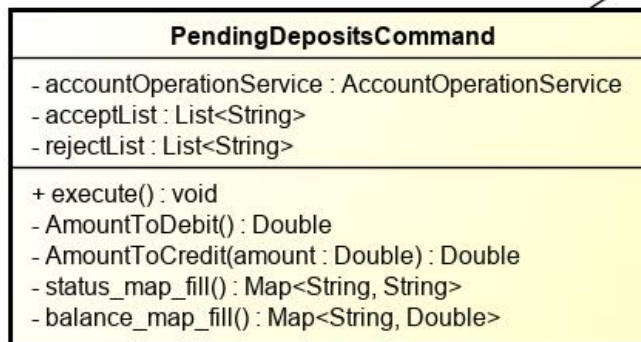 PendingDepositsCommand
- accountOperationService : AccountOperationService
- acceptList : List<String>
- rejectList : List<String>
+ execute() : void
- AmountToDebit() : Double
- AmountToCredit(amount : Double) : Double
- status_map_fill() : Map<String, String>
- balance_map_fill() : Map<String, Double>